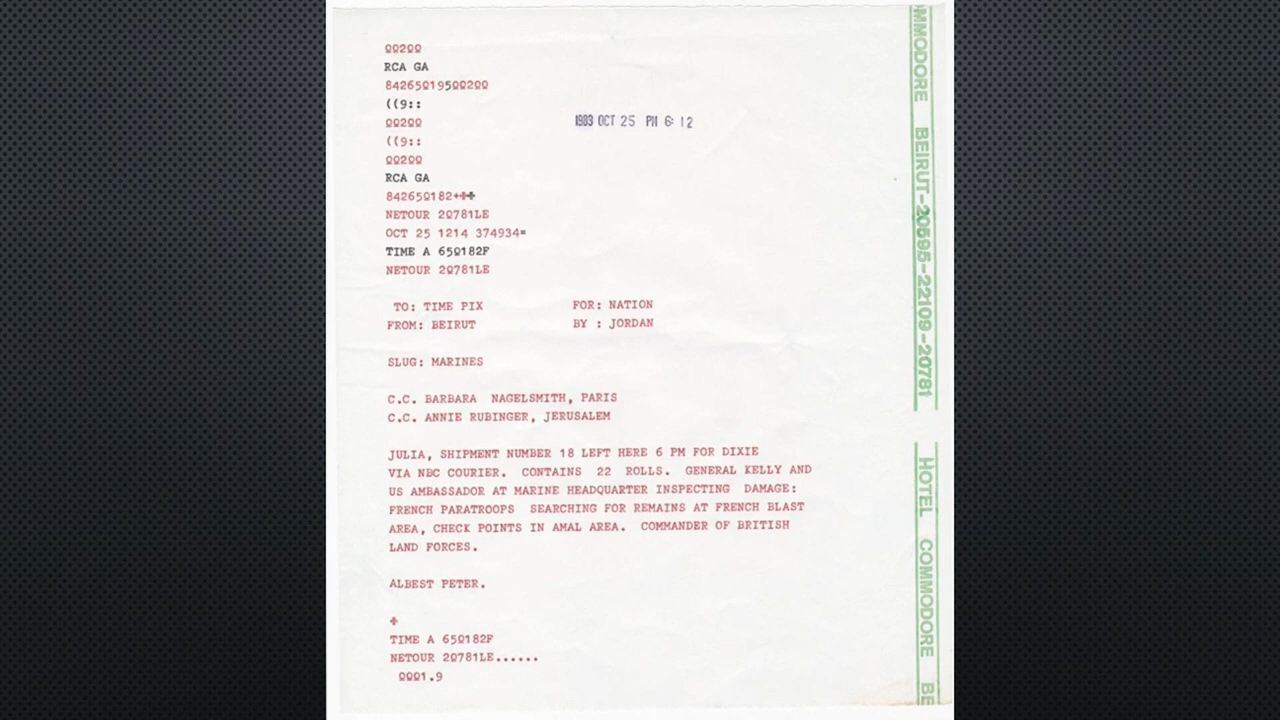 00200
RCA GA
84265019500200
((9::
00200
1983 OCT 25 PM 6:12
((9::
00200
RCA GA
842650182+++
NETOUR 20781LE
OCT 25 1214 374934=
TIME A 650182F
NETOUR 20781LE
TO: TIME PIX FOR: NATION
FROM: BEIRUT BY : JORDAN
SLUG: MARINES
C.C. BARBARA NAGELSMITH, PARIS
C.C. ANNIE RUBINGER, JERUSALEM
JULIA, SHIPMENT NUMBER 18 LEFT HERE 6 PM FOR DIXIE
VIA NBC COURIER. CONTAINS 22 ROLLS. GENERAL KELLY AND
US AMBASSADOR AT MARINE HEADQUARTER INSPECTING DAMAGE:
FRENCH PARATROOPS SEARCHING FOR REMAINS AT FRENCH BLAST
AREA, CHECK POINTS IN AMAL AREA. COMMANDER OF BRITISH
LAND FORCES.
ALBEST PETER.
+
TIME A 650182F
NETOUR 20781LE......
0001.9
MMODORE BEIRUT-20595-22109-20781
HOTEL COMMODORE BE